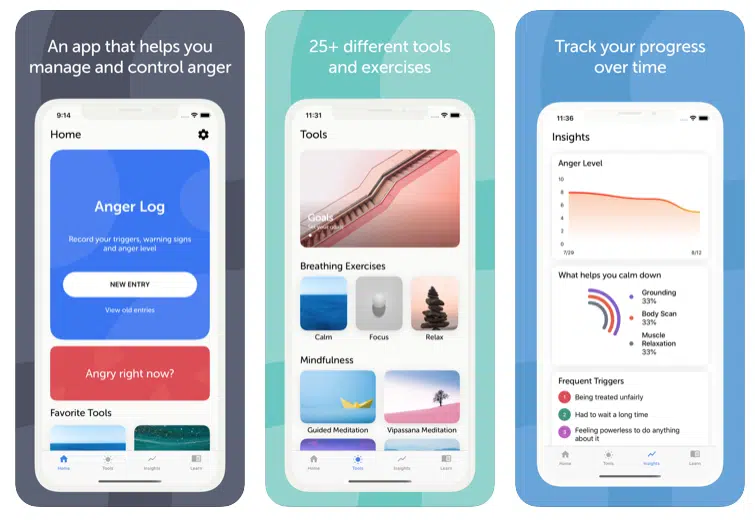 An app that helps you
manage and control anger
9:14
Home
Anger Log
Record your triggers, warning signs
and anger level
NEW ENTRY
View old entries
Angry right now?
Favorite Tools
Home
Tools
Insights
Learn
25+ different tools
and exercises
11:31
Tools
Goals
Breathing Exercises
Calm
Focus
Relax
Mindfulness
Guided Meditation
Vipassana Meditation
Home
Tools
Insights
Learn
Track your progress
over time
11:36
Insights
Anger Level
10
8
6
4
2
0
7/29
8/12
What helps you calm down
Grounding
33%
Body Scan
33%
Muscle
Relaxation
33%
Frequent Triggers
1 Being treated unfairly
2 Had to wait a long time
3 Feeling powerless to do anything
about it
Home
Tools
Insights
Learn